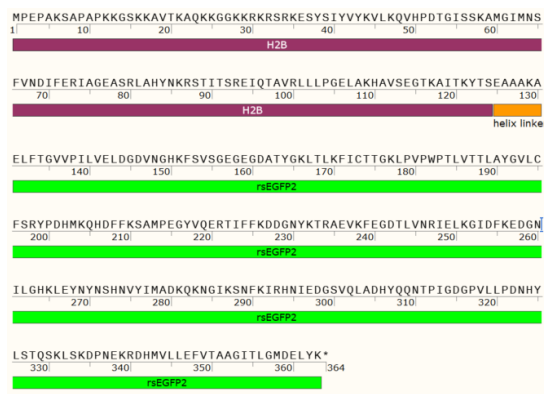 MPEPAKSAPAPKKGSKKAVTKAQKKGGKKRKRSRKESYSIYVYKVLKQVHPDTGISSKAMGIMNS
1 10 20 30 40 50 60
H2B
FVNDIFERIAGEASRLAHYNKRSTITSREIQTAVRLLLPGELAKHAVSEGTKAITKYTSEAAAKA
70 80 90 100 110 120 130
H2B
helix linke
ELFTGVVPILVELDGDVNGHKFSVSGEGEGDATYGKLTLKFICTTGKLPVPWPTLVTTLAYGVLC
140 150 160 170 180 190
rsEGFP2
FSRYPDHMKQHDFFKSAMPEGYVQERTIFFKDDGNYKTRAEVKFEGDTLVNRIELKGIDFKEDGN
200 210 220 230 240 250 260
rsEGFP2
ILGHKLEYNYNSHNVYIMADKQKNGIKSNFKIRHNIEDGSVQLADHYQQNTPIGDGPVLLPDNHY
270 280 290 300 310 320
rsEGFP2
LSTQSKLSKDPNEKRDHMVLLEFVTAAGITLGMDELYK*
330 340 350 360 364
rsEGFP2